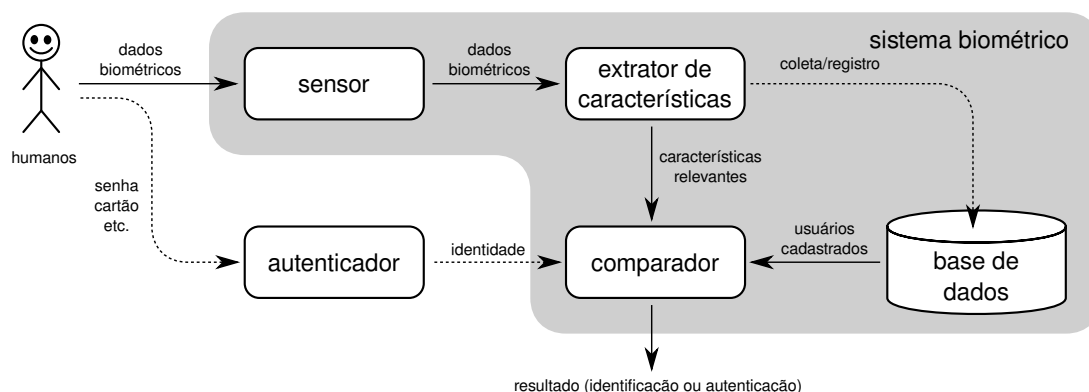 sistema biométrico
dados
biométricos
sensor
dados
biométricos
extrator de
características
coleta/registro
humanos
características
relevantes
senha
cartão
etc.
autenticador
identidade
comparador
usuários
cadastrados
base de
dados
resultado (identificação ou autenticação)